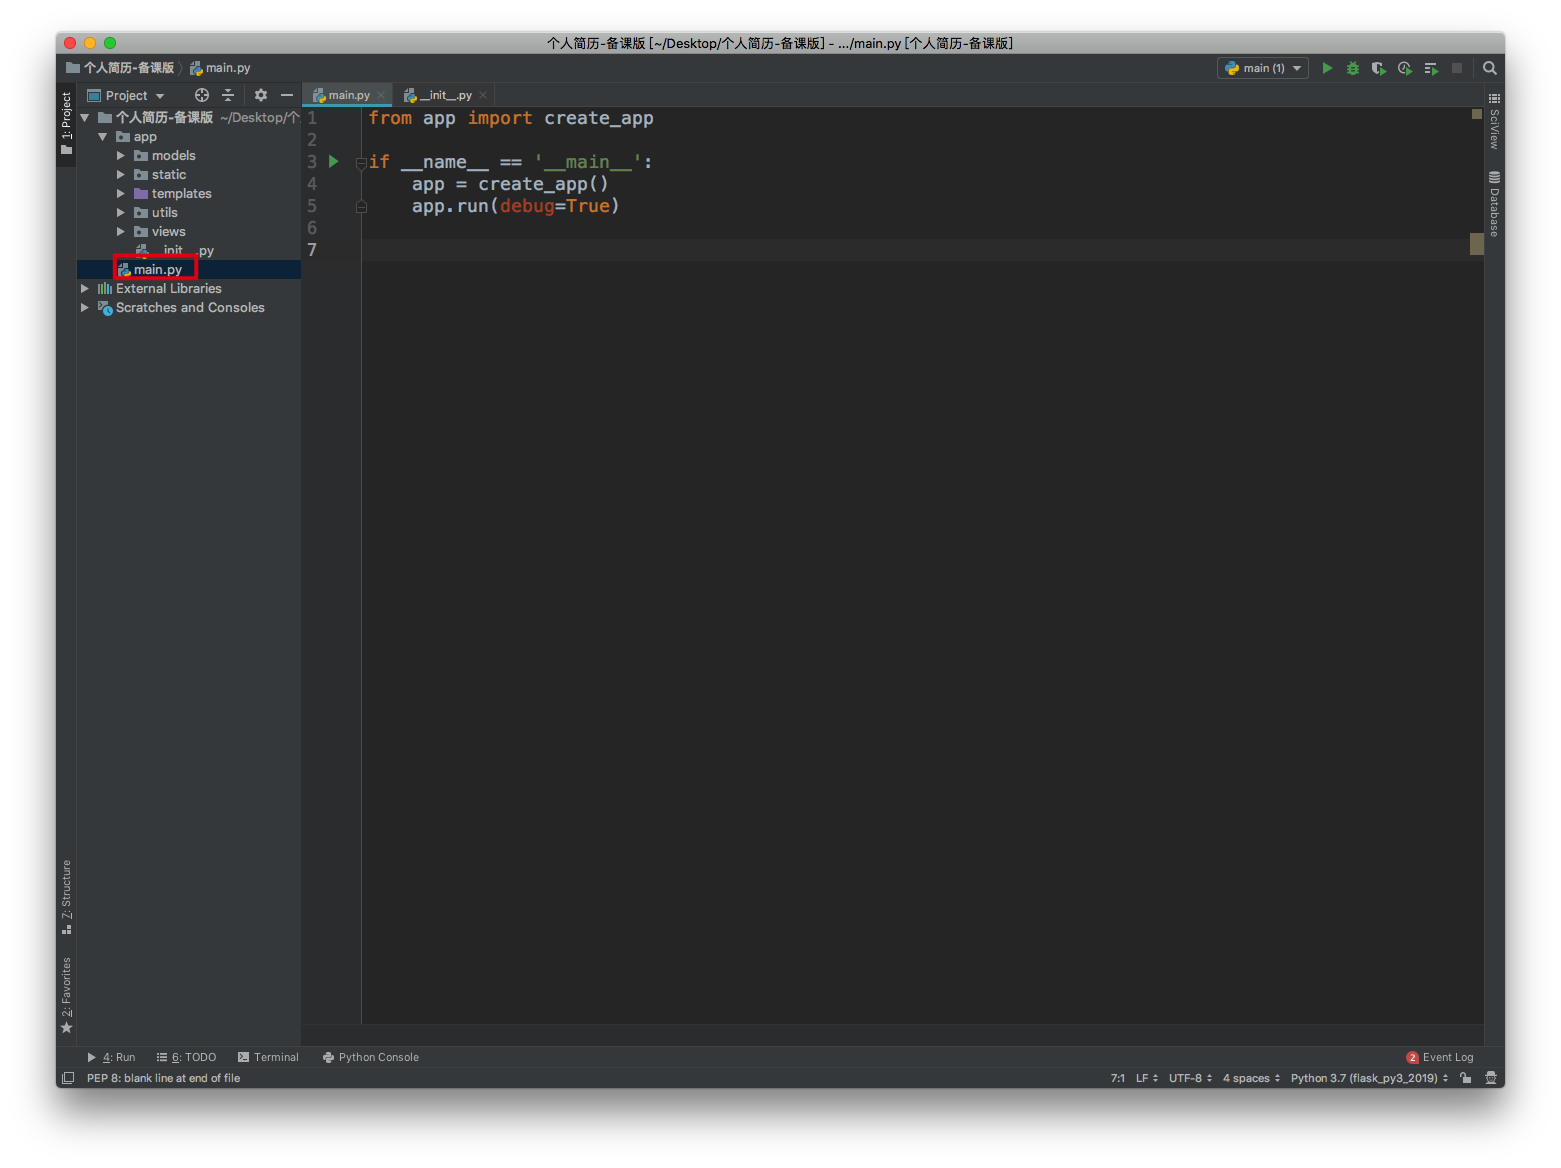 个人简历-备课版 [~/Desktop/个人简历-备课版] - .../main.py [个人简历-备课版]
个人简历-备课版 main.py
main (1)
1: Project
Project
main.py
__init__.py
个人简历-备课版 ~/Desktop/个
app
models
static
templates
utils
views
__init__.py
main.py
External Libraries
Scratches and Consoles
1 from app import create_app
2
3 if __name__ == '__main__':
4 app = create_app()
5 app.run(debug=True)
6
7
SciView
Database
7: Structure
2: Favorites
4: Run
6: TODO
Terminal
Python Console
2 Event Log
PEP 8: blank line at end of file
7:1 LF UTF-8 4 spaces Python 3.7 (flask_py3_2019)